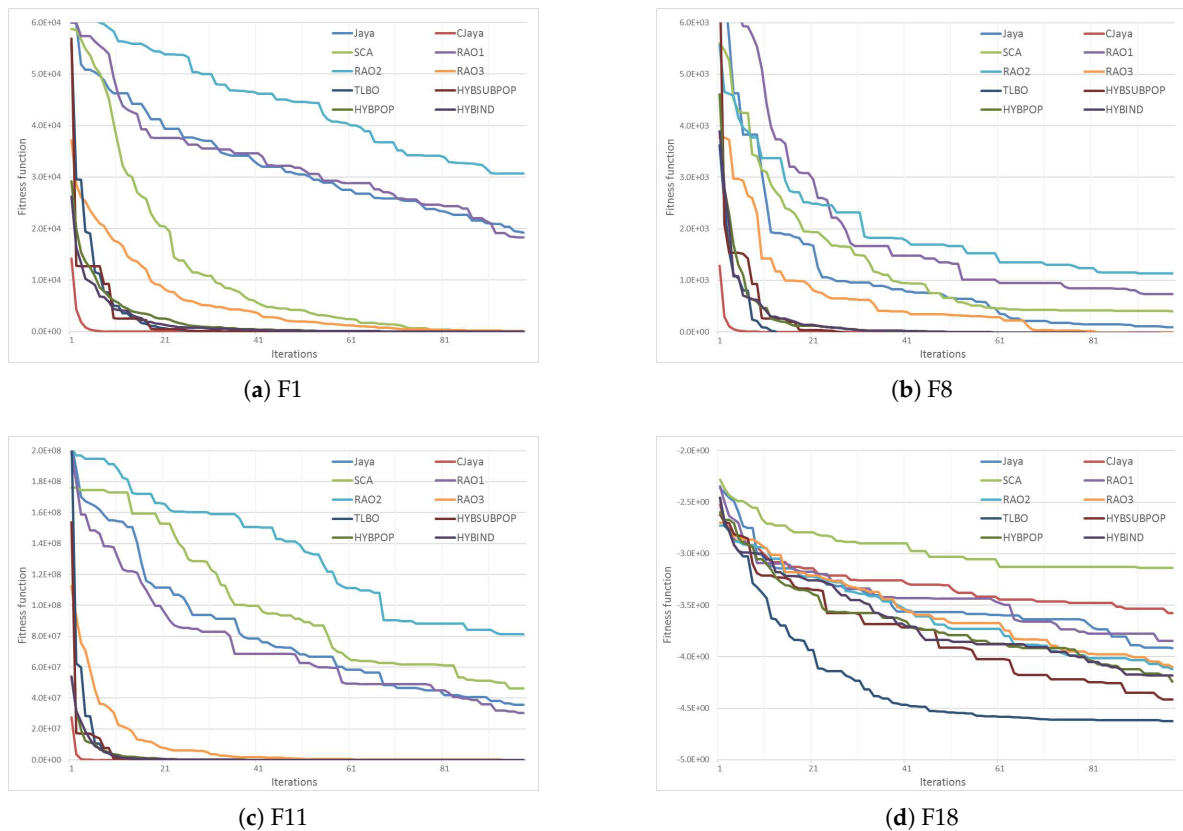 6.0E+04
5.0E+04
4.0E+04
3.0E+04
2.0E+04
1.0E+04
0.0E+00
Fitness function
1 21 41 61 81
Iterations
Jaya CJaya
SCA RAO1
RAO2 RAO3
TLBO HYBSUBPOP
HYBPOP HYBIND
(a) F1
6.0E+03
5.0E+03
4.0E+03
3.0E+03
2.0E+03
1.0E+03
0.0E+00
Fitness function
1 21 41 61 81
Iterations
Jaya CJaya
SCA RAO1
RAO2 RAO3
TLBO HYBSUBPOP
HYBPOP HYBIND
(b) F8
2.0E+08
1.8E+08
1.6E+08
1.4E+08
1.2E+08
1.0E+08
8.0E+07
6.0E+07
4.0E+07
2.0E+07
0.0E+00
Fitness function
1 21 41 61 81
Iterations
Jaya CJaya
SCA RAO1
RAO2 RAO3
TLBO HYBSUBPOP
HYBPOP HYBIND
(c) F11
-2.0E+00
-2.5E+00
-3.0E+00
-3.5E+00
-4.0E+00
-4.5E+00
-5.0E+00
Fitness function
1 21 41 61 81
Iterations
Jaya CJaya
SCA RAO1
RAO2 RAO3
TLBO HYBSUBPOP
HYBPOP HYBIND
(d) F18